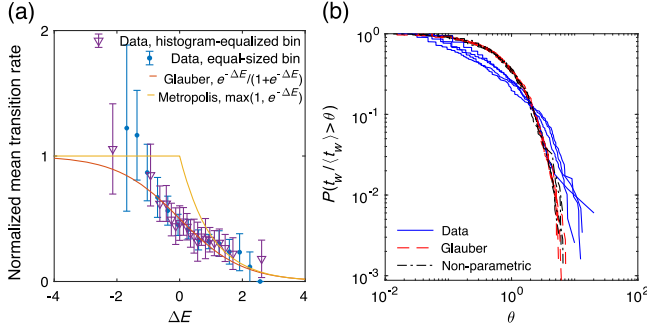 (a)
Data, histogram-equalized bin
Data, equal-sized bin
Glauber, e^{-ΔE}/(1+e^{-ΔE})
Metropolis, max(1, e^{-ΔE})
Normalized mean transition rate
2
1
0
-4
-2
0
2
4
ΔE
(b)
P(t_w/⟨t_w⟩>θ)
10^0
10^{-1}
10^{-2}
10^{-3}
Data
Glauber
Non-parametric
10^{-2}
10^0
10^2
θ